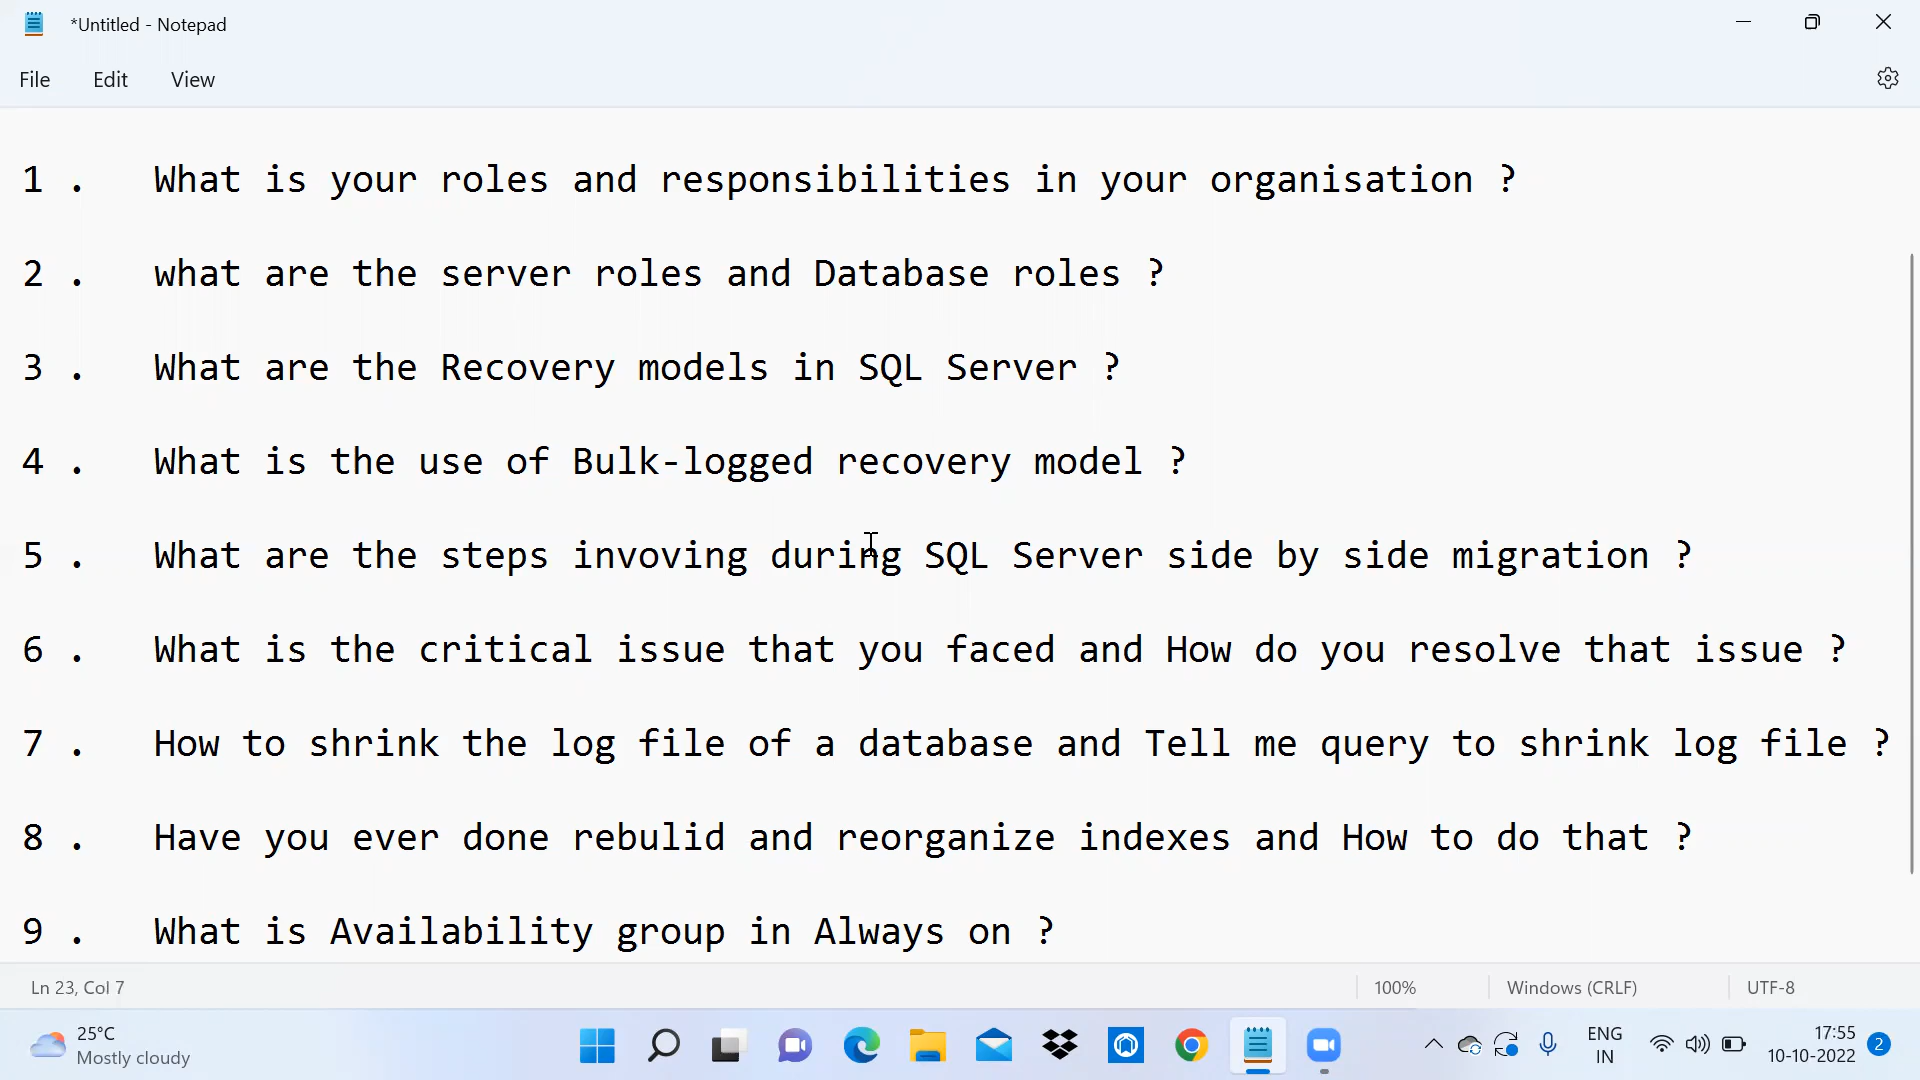 *Untitled - Notepad
File Edit View
1 . What is your roles and responsibilities in your organisation ?
2 . what are the server roles and Database roles ?
3 . What are the Recovery models in SQL Server ?
4 . What is the use of Bulk-logged recovery model ?
5 . What are the steps invoving during SQL Server side by side migration ?
6 . What is the critical issue that you faced and How do you resolve that issue ?
7 . How to shrink the log file of a database and Tell me query to shrink log file ?
8 . Have you ever done rebulid and reorganize indexes and How to do that ?
9 . What is Availability group in Always on ?
Ln 23, Col 7 100% Windows (CRLF) UTF-8
25°C
Mostly cloudy
ENG
IN
17:55
10-10-2022
2